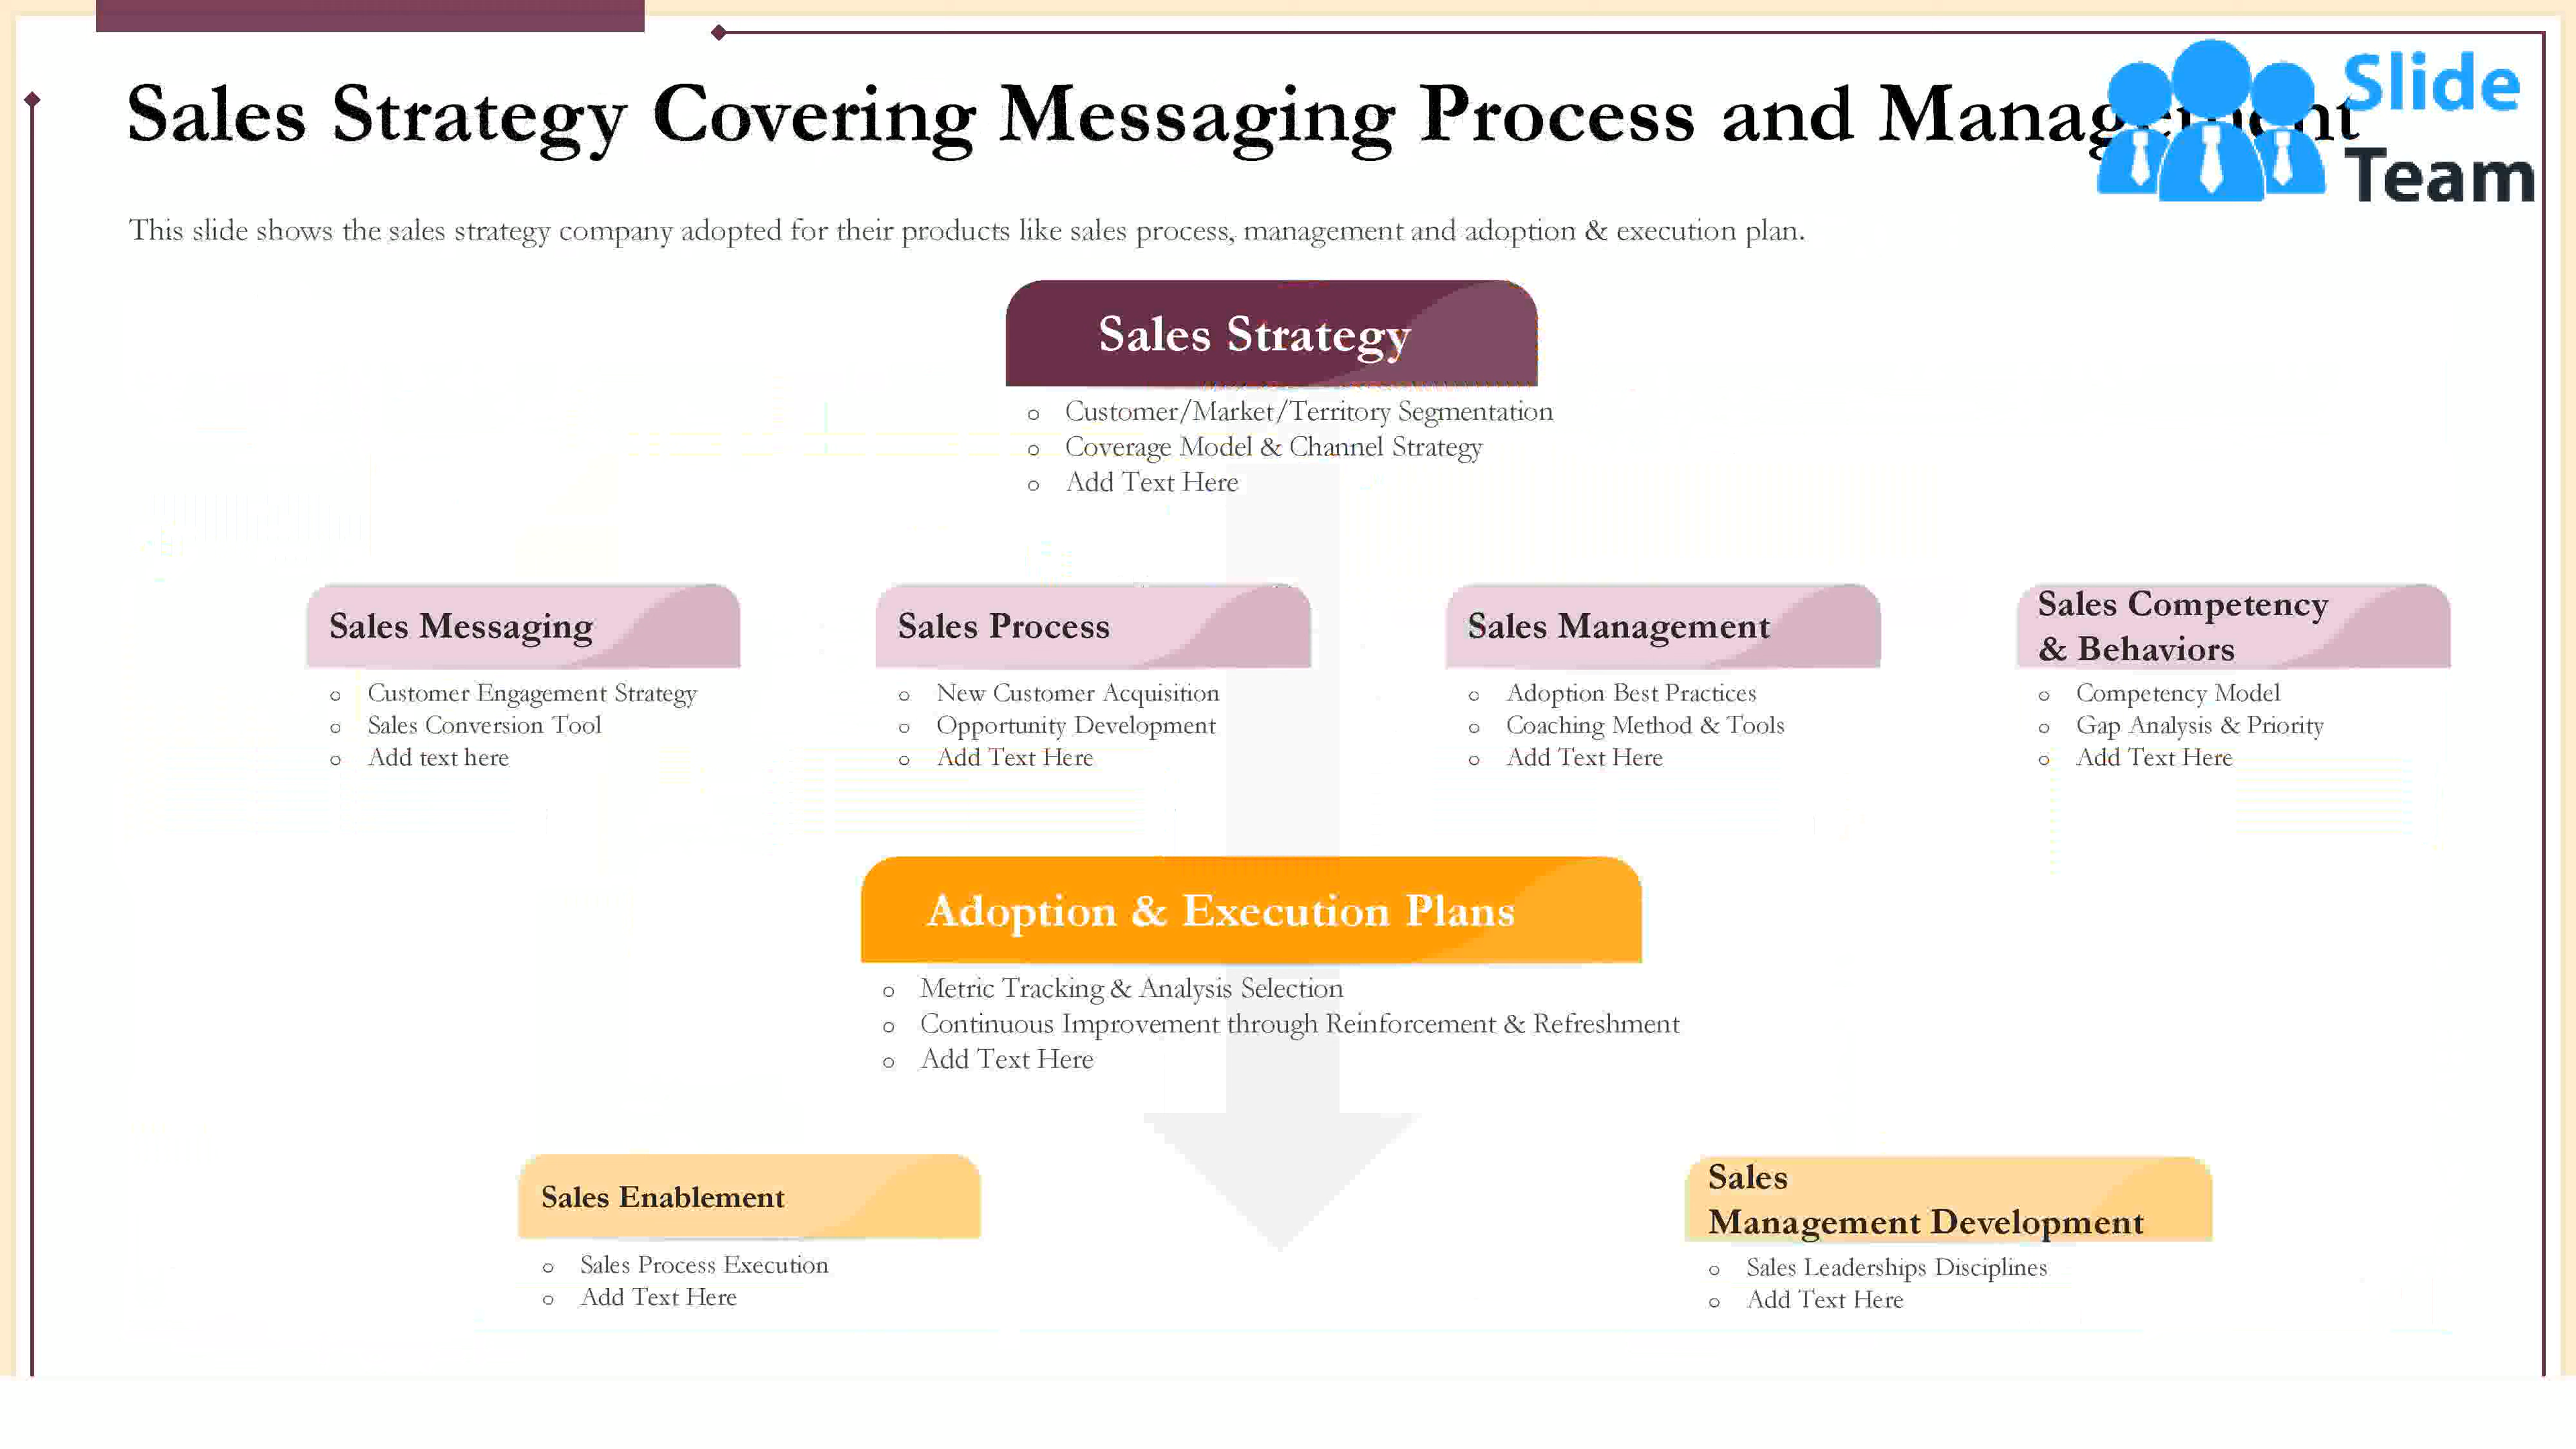 Sales Strategy Covering Messaging Process and Management
Slide
Team
This slide shows the sales strategy company adopted for their products like sales process, management and adoption & execution plan.
Sales Strategy
Customer/Market/Territory Segmentation
Coverage Model & Channel Strategy
Add Text Here
Sales Messaging
Customer Engagement Strategy
Sales Conversion Tool
Add text here
Sales Process
New Customer Acquisition
Opportunity Development
Add Text Here
Sales Management
Adoption Best Practices
Coaching Method & Tools
Add Text Here
Sales Competency
& Behaviors
Competency Model
Gap Analysis & Priority
Add Text Here
Adoption & Execution Plans
Metric Tracking & Analysis Selection
Continuous Improvement through Reinforcement & Refreshment
Add Text Here
Sales Enablement
Sales Process Execution
Add Text Here
Sales
Management Development
Sales Leaderships Disciplines
Add Text Here